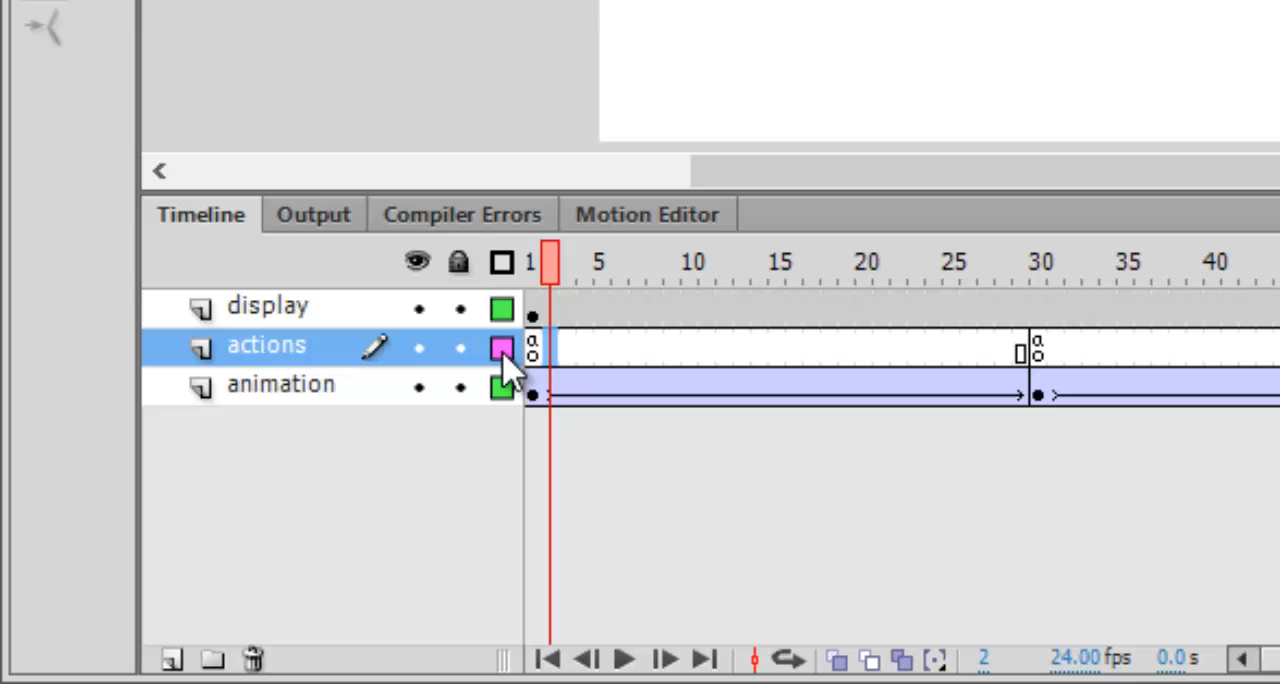 Timeline Output Compiler Errors Motion Editor
1 5 10 15 20 25 30 35 40
display
actions
a
a
animation
2 24.00 fps 0.0 s